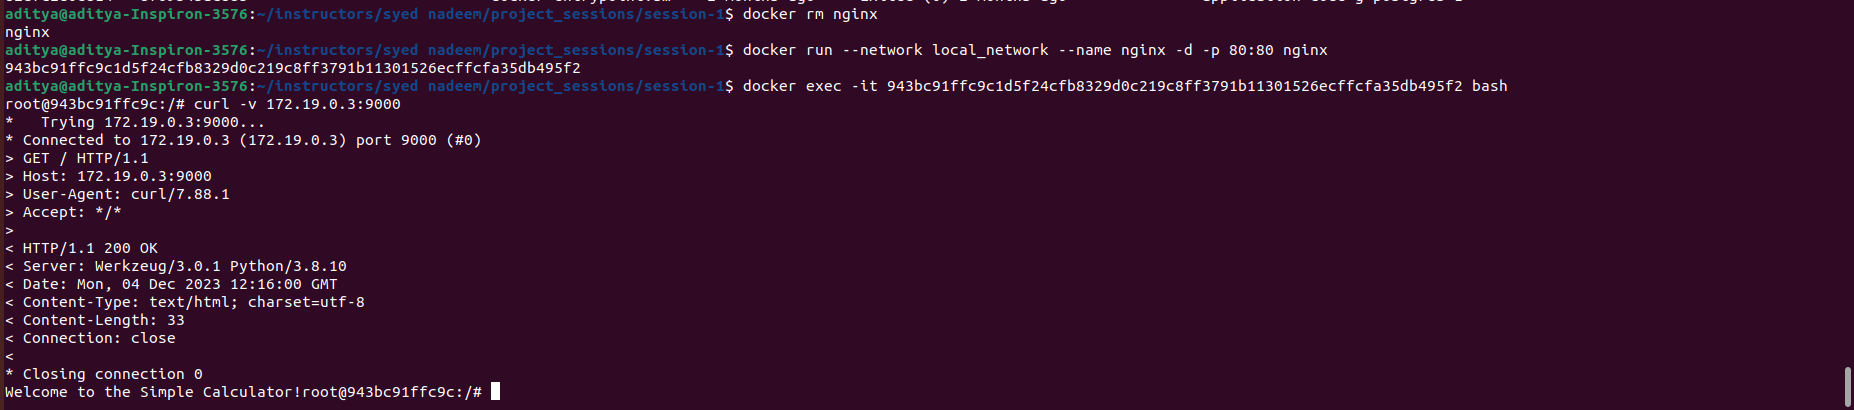 aditya@aditya-Inspiron-3576:~/instructors/syed nadeem/project_sessions/session-1$ docker rm nginx
nginx
aditya@aditya-Inspiron-3576:~/instructors/syed nadeem/project_sessions/session-1$ docker run --network local_network --name nginx -d -p 80:80 nginx
943bc91ffc9c1d5f24cfb8329d0c219c8ff3791b11301526ecffcfa35db495f2
aditya@aditya-Inspiron-3576:~/instructors/syed nadeem/project_sessions/session-1$ docker exec -it 943bc91ffc9c1d5f24cfb8329d0c219c8ff3791b11301526ecffcfa35db495f2 bash
root@943bc91ffc9c:/# curl -v 172.19.0.3:9000
*   Trying 172.19.0.3:9000...
* Connected to 172.19.0.3 (172.19.0.3) port 9000 (#0)
> GET / HTTP/1.1
> Host: 172.19.0.3:9000
> User-Agent: curl/7.88.1
> Accept: */*
>
< HTTP/1.1 200 OK
< Server: Werkzeug/3.0.1 Python/3.8.10
< Date: Mon, 04 Dec 2023 12:16:00 GMT
< Content-Type: text/html; charset=utf-8
< Content-Length: 33
< Connection: close
<
* Closing connection 0
Welcome to the Simple Calculator!root@943bc91ffc9c:/#